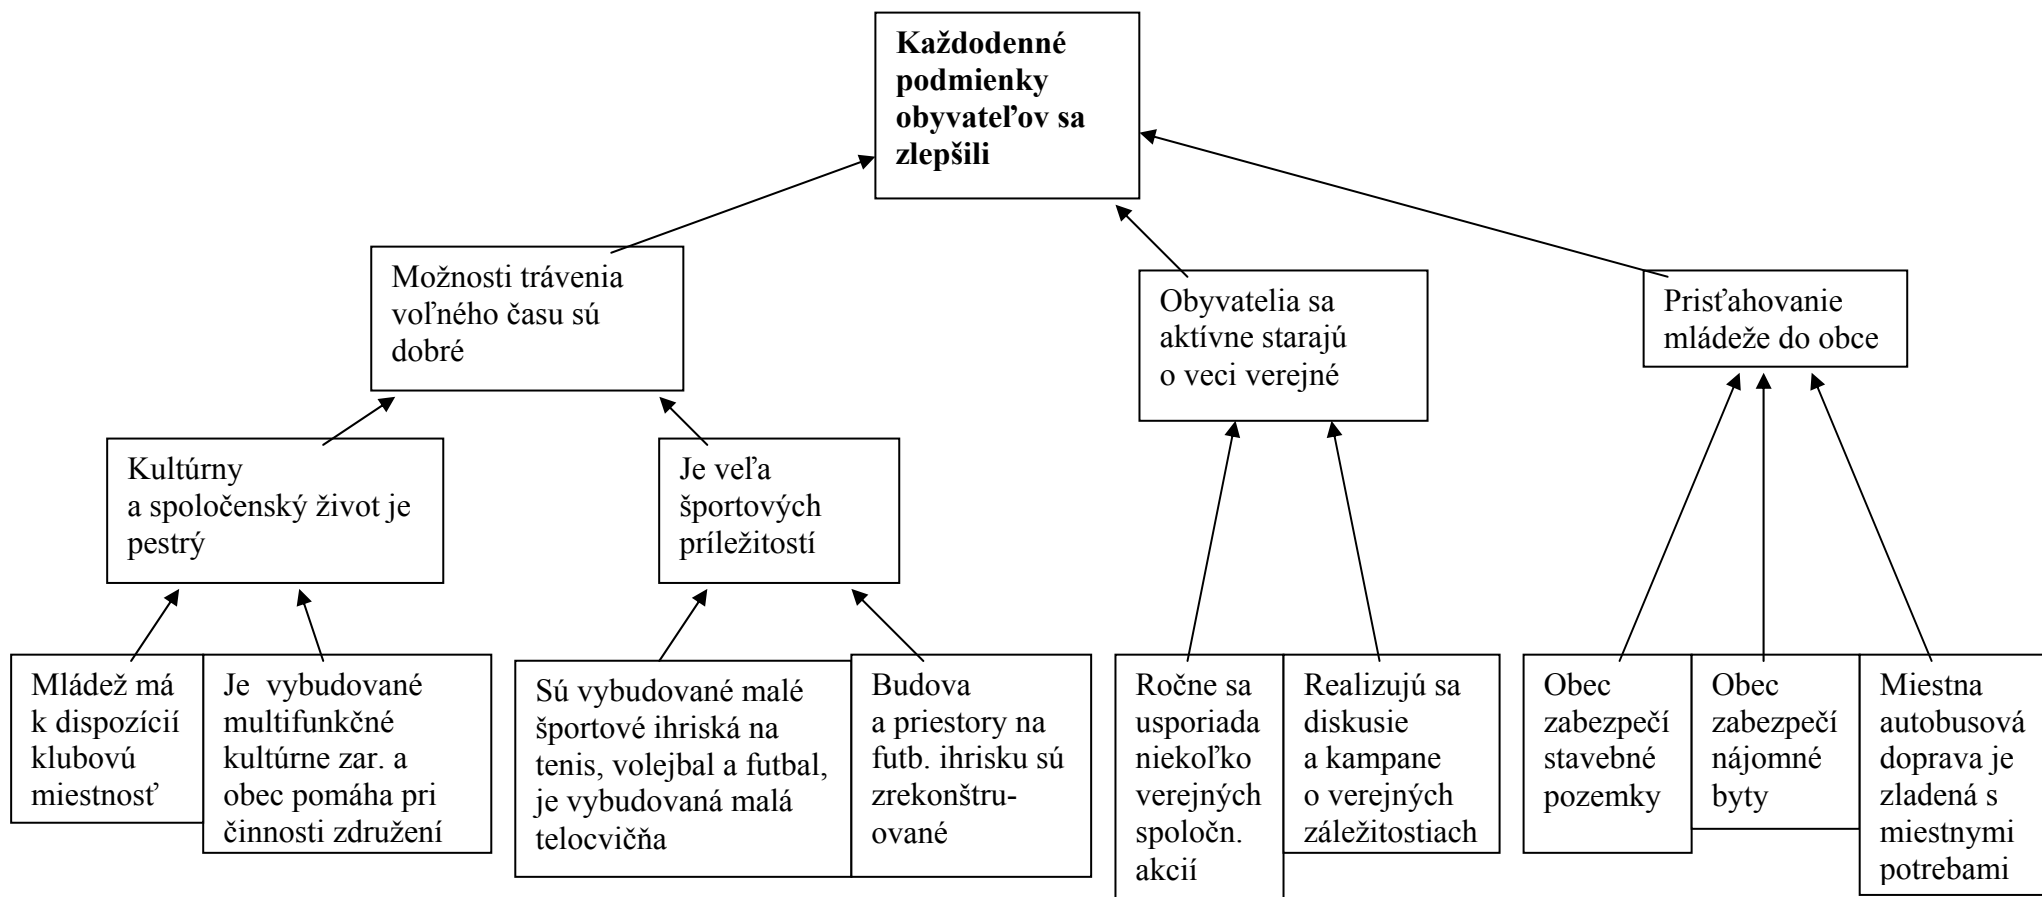 Každodenné
podmienky
obyvateľov sa
zlepšili
Možnosti trávenia
voľného času sú
dobré
Obyvatelia sa
aktívne starajú
o veci verejné
Prisťahovanie
mládeže do obce
Kultúrny
a spoločenský život je
pestrý
Je veľa
športových
príležitostí
Mládež má
k dispozícií
klubovú
miestnosť
Je vybudované
multifunkčné
kultúrne zar. a
obec pomáha pri
činnosti združení
Sú vybudované malé
športové ihriská na
tenis, volejbal a futbal,
je vybudovaná malá
telocvičňa
Budova
a priestory na
futb. ihrisku sú
zrekonštru-
ované
Ročne sa
usporiada
niekoľko
verejných
spoločn.
akcií
Realizujú sa
diskusie
a kampane
o verejných
záležitostiach
Obec
zabezpečí
stavebné
pozemky
Obec
zabezpečí
nájomné
byty
Miestna
autobusová
doprava je
zladená s
miestnymi
potrebami